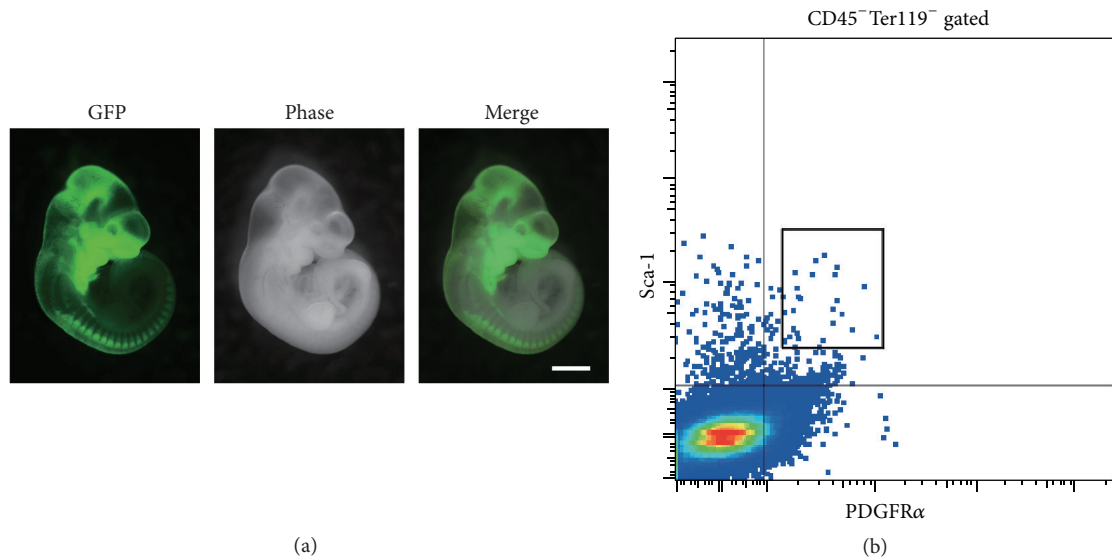 GFP
Phase
Merge
(a)
CD45⁻Ter119⁻ gated
Sca-1
PDGFRα
(b)